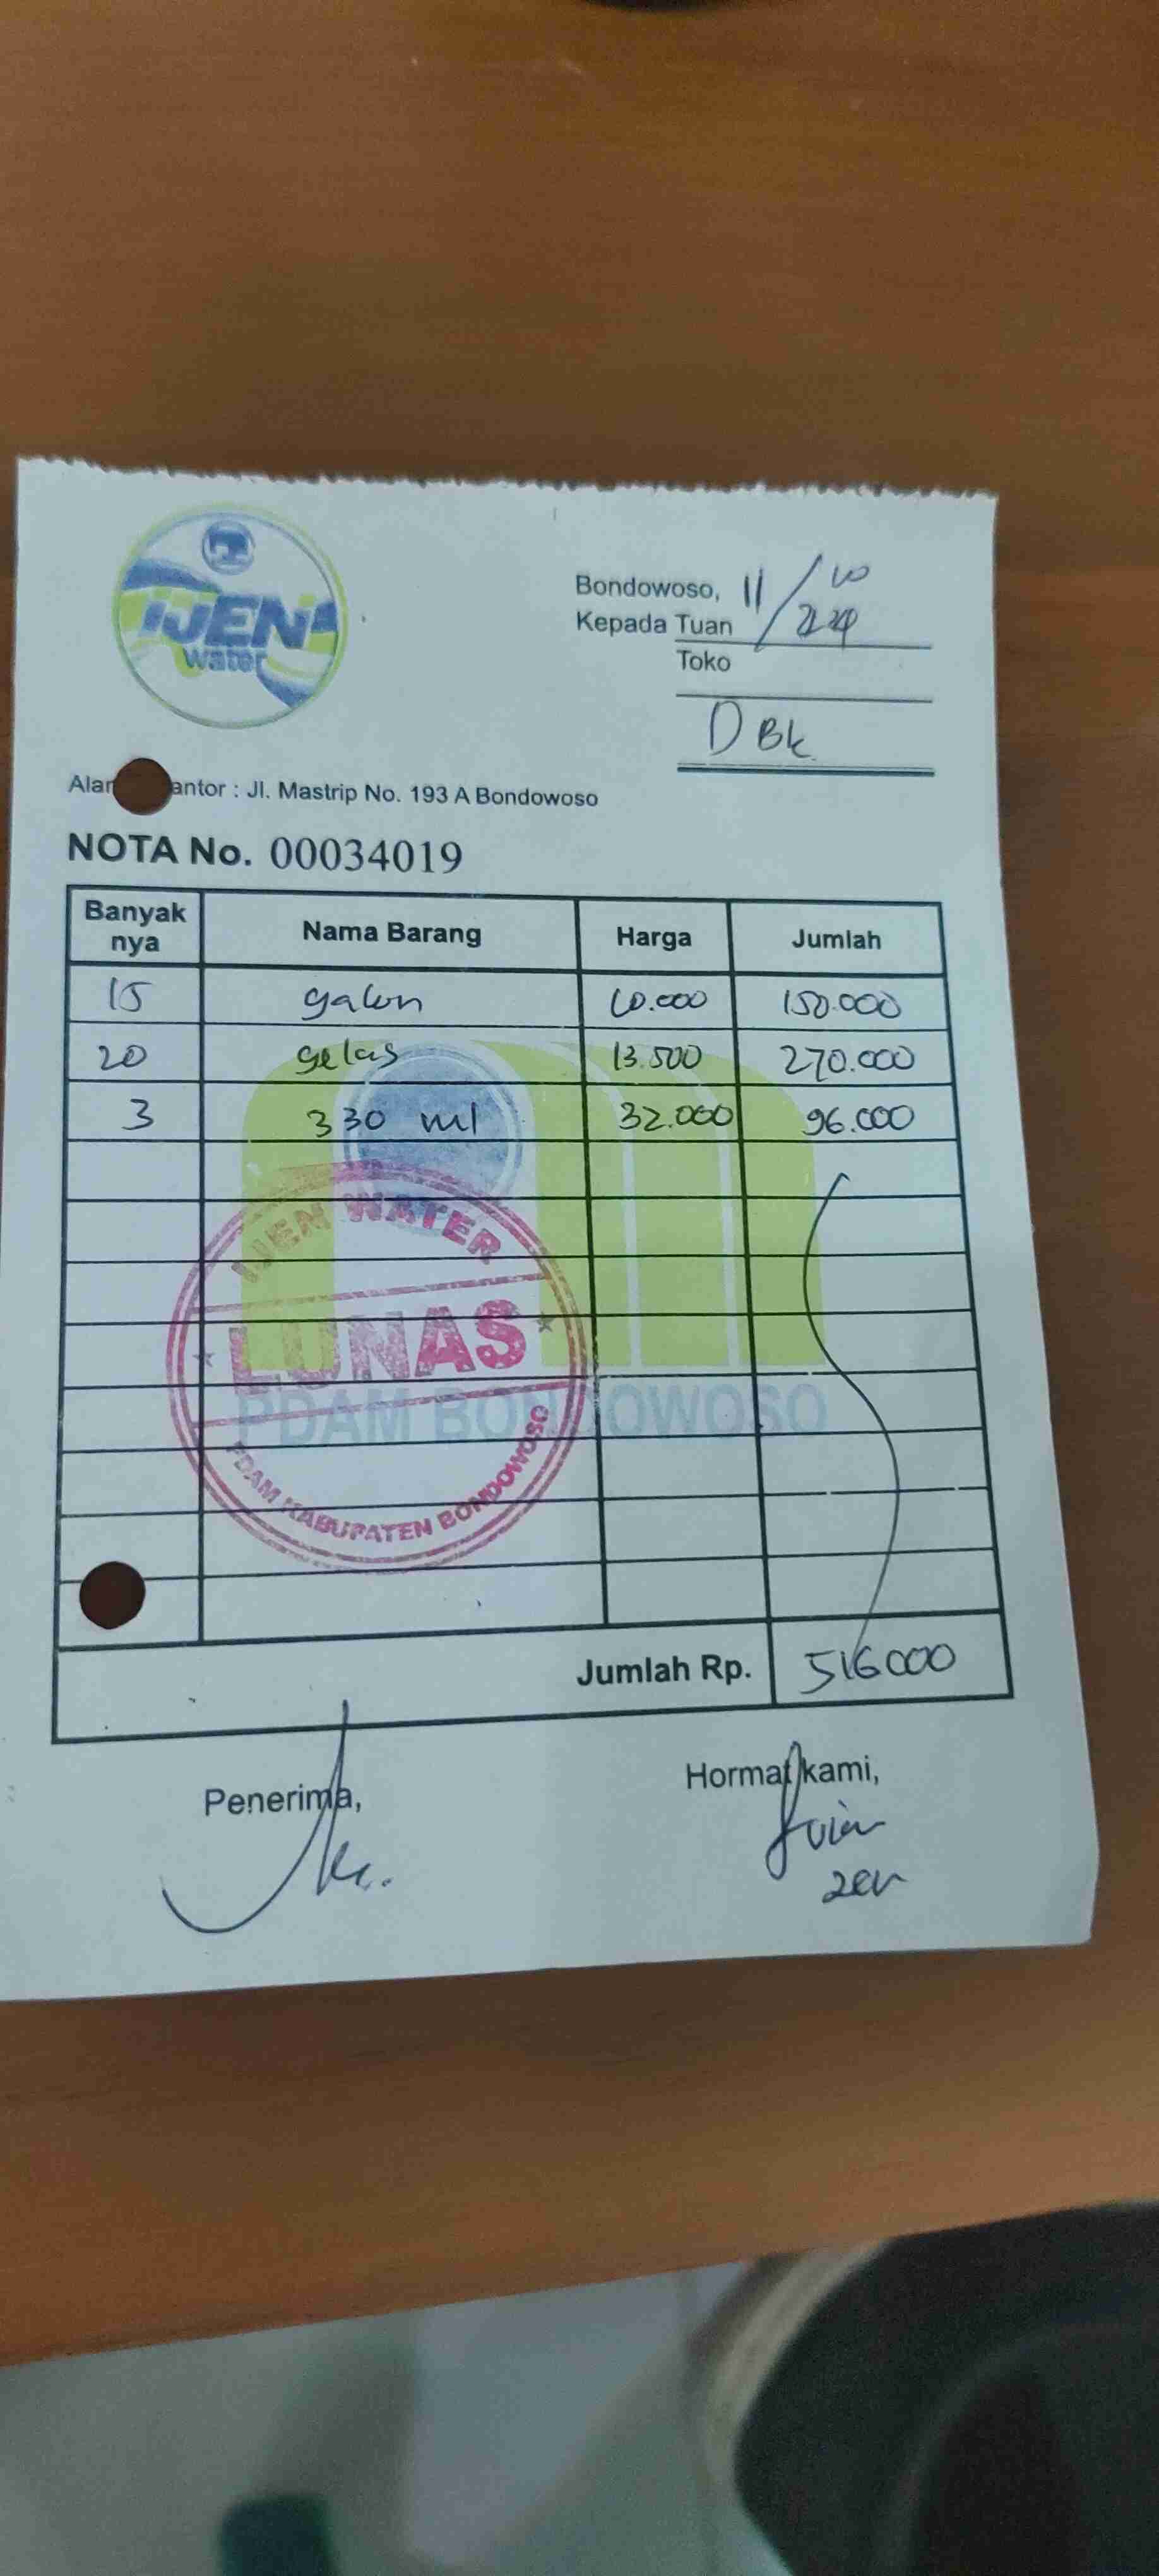 IJEN
water
Bondowoso, 11/10
Kepada Tuan
Toko
DBk
Alam antor : Jl. Mastrip No. 193 A Bondowoso
NOTA No. 00034019
Banyak nya Nama Barang Harga Jumlah
15 galon 10.000 150.000
20 gelas 13.500 270.000
3 330 ml 32.000 96.000
IJEN WATER
LUNAS
PDAM BONDOWOSO
PDAM KABUPATEN BONDOWOSO
Jumlah Rp. 516000
Penerima,
Hormat kami,